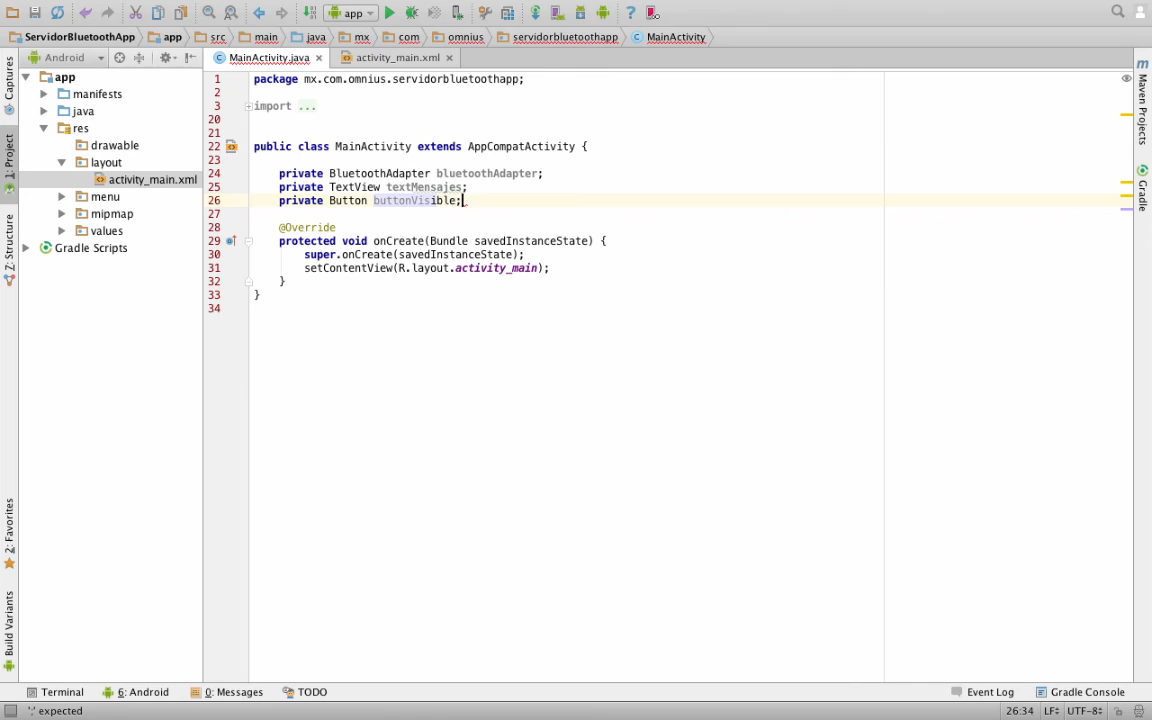 app
ServidorBluetoothApp app src main java mx com omnius servidorbluetoothapp MainActivity
Android MainActivity.java activity_main.xml
Captures
1: Project
7: Structure
2: Favorites
Build Variants
app
manifests
java
res
drawable
layout
activity_main.xml
menu
mipmap
values
Gradle Scripts
1 package mx.com.omnius.servidorbluetoothapp;
2
3 import ...
20
21
22 public class MainActivity extends AppCompatActivity {
23
24 private BluetoothAdapter bluetoothAdapter;
25 private TextView textMensajes;
26 private Button buttonVisible;
27
28 @Override
29 protected void onCreate(Bundle savedInstanceState) {
30 super.onCreate(savedInstanceState);
31 setContentView(R.layout.activity_main);
32 }
33 }
34
Maven Projects
Gradle
Terminal 6: Android 0: Messages TODO Event Log Gradle Console
';' expected 26:34 LF÷ UTF-8÷